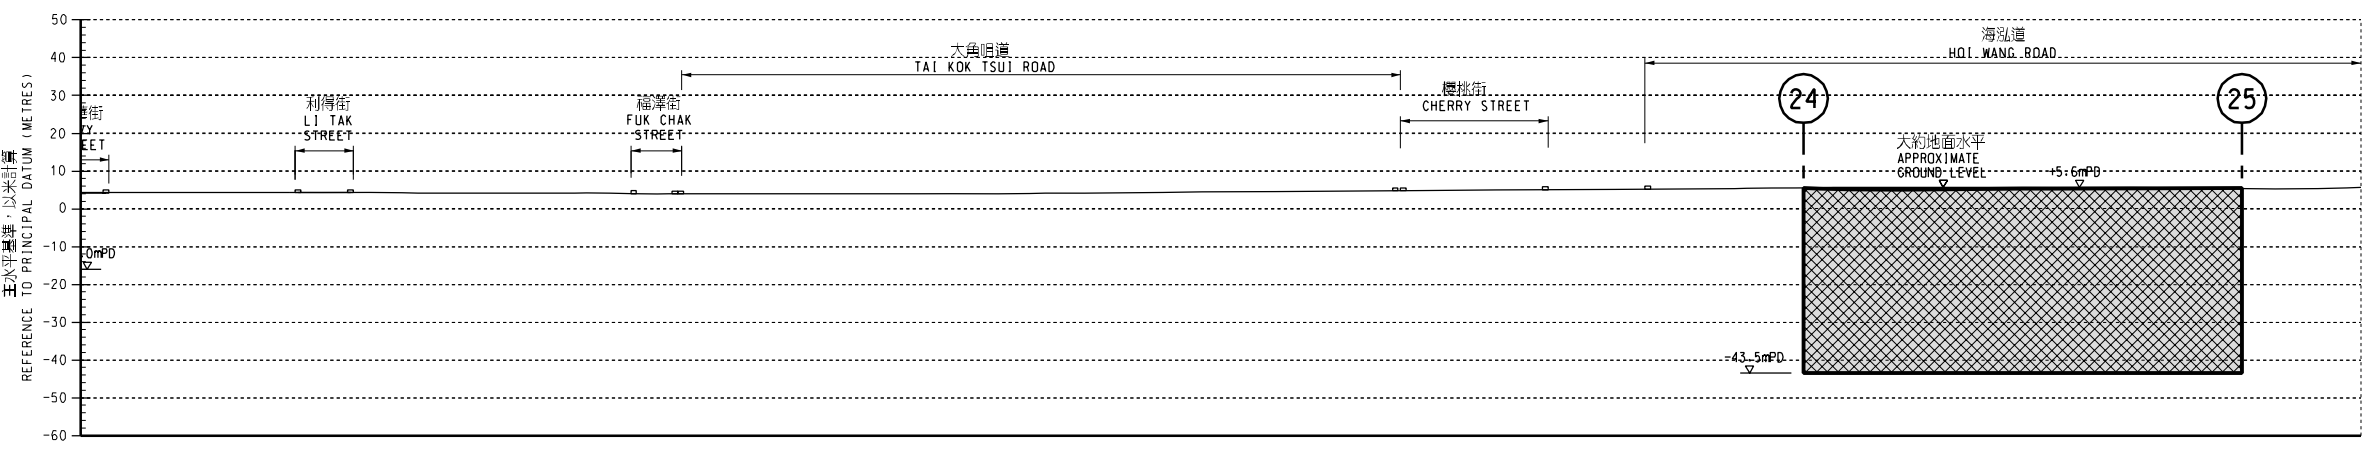 主水平基準，以米計算
REFERENCE TO PRINCIPAL DATUM (METRES)
50
40
30
20
10
0
-10
-20
-30
-40
-50
-60
街
TY
EET
0mPD
利得街
LI TAK
STREET
福澤街
FUK CHAK
STREET
大角咀道
TAI KOK TSUI ROAD
櫻桃街
CHERRY STREET
海泓道
HOI WANG ROAD
24
25
大約地面水平
APPROXIMATE
GROUND LEVEL
+5.6mPD
-43.5mPD